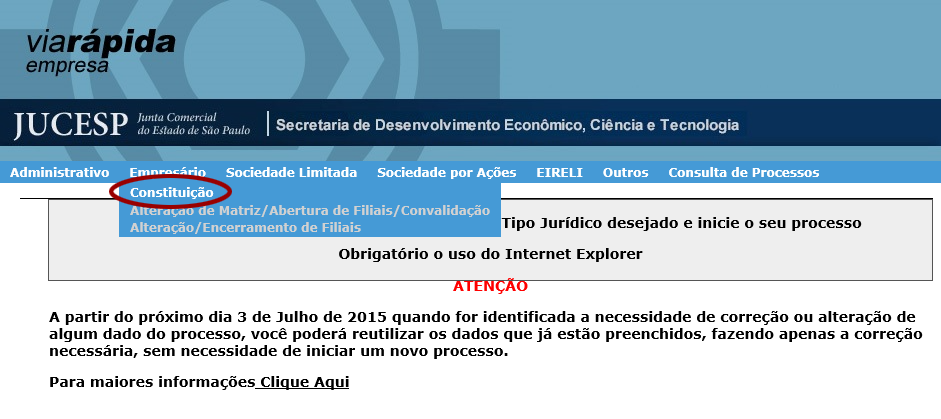 viarápida
empresa
JUCESP Junta Comercial
do Estado de São Paulo
Secretaria de Desenvolvimento Econômico, Ciência e Tecnologia
Administrativo Empresário Sociedade Limitada Sociedade por Ações EIRELI Outros Consulta de Processos
Constituição
Alteração de Matriz/Abertura de Filiais/Convalidação
Alteração/Encerramento de Filiais
Tipo Jurídico desejado e inicie o seu processo
Obrigatório o uso do Internet Explorer
ATENÇÃO
A partir do próximo dia 3 de Julho de 2015 quando for identificada a necessidade de correção ou alteração de
algum dado do processo, você poderá reutilizar os dados que já estão preenchidos, fazendo apenas a correção
necessária, sem necessidade de iniciar um novo processo.
Para maiores informações Clique Aqui